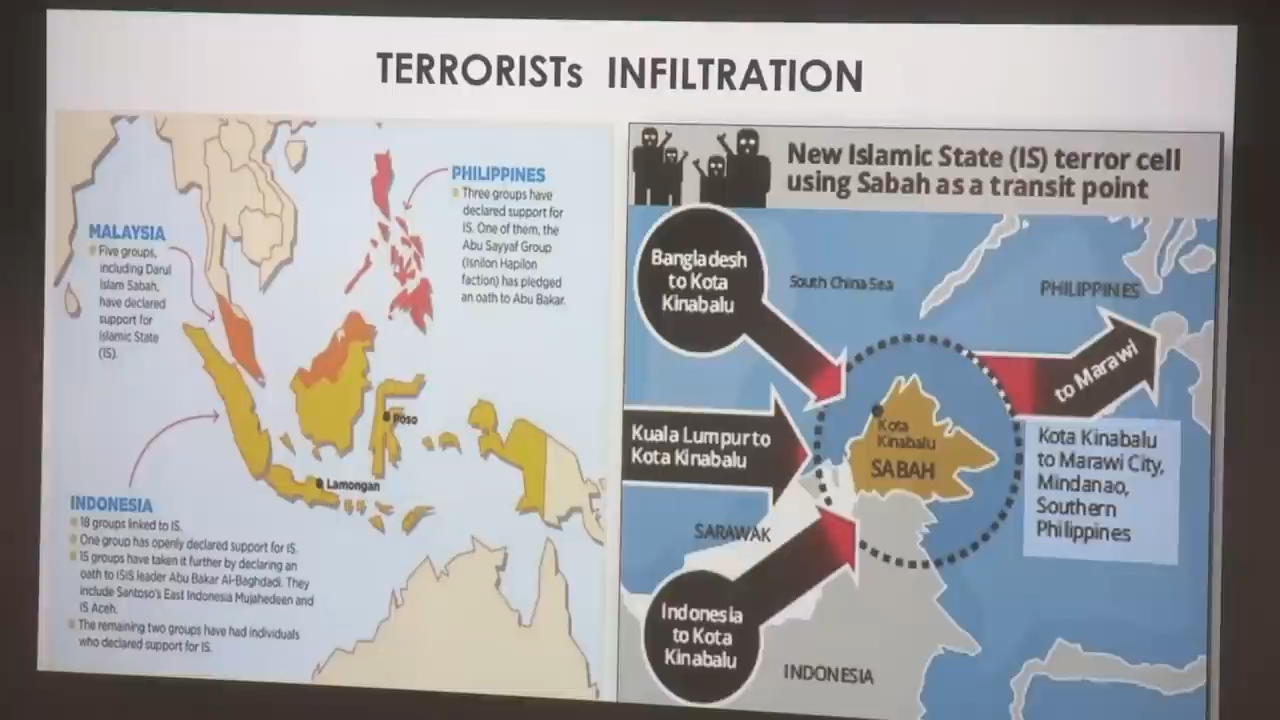 TERRORISTs INFILTRATION
PHILIPPINES
Three groups have
declared support for
IS. One of them, the
Abu Sayyaf Group
(Isnilon Hapilon
faction) has pledged
an oath to Abu Bakar.
MALAYSIA
Five groups,
including Darul
Islam Sabah,
have declared
support for
Islamic State
(IS).
Poso
Lamongan
INDONESIA
18 groups linked to IS.
One group has openly declared support for IS.
15 groups have taken it further by declaring an
oath to ISIS leader Abu Bakar Al-Baghdadi. They
include Santoso's East Indonesia Mujahedeen and
IS Aceh.
The remaining two groups have had individuals
who declared support for IS.
New Islamic State (IS) terror cell
using Sabah as a transit point
Bangladesh
to Kota
Kinabalu
South China Sea
PHILIPPINES
to Marawi
Kuala Lumpur to
Kota Kinabalu
Kota
Kinabalu
SABAH
Kota Kinabalu
to Marawi City,
Mindanao,
Southern
Philippines
SARAWAK
Indonesia
to Kota
Kinabalu
INDONESIA